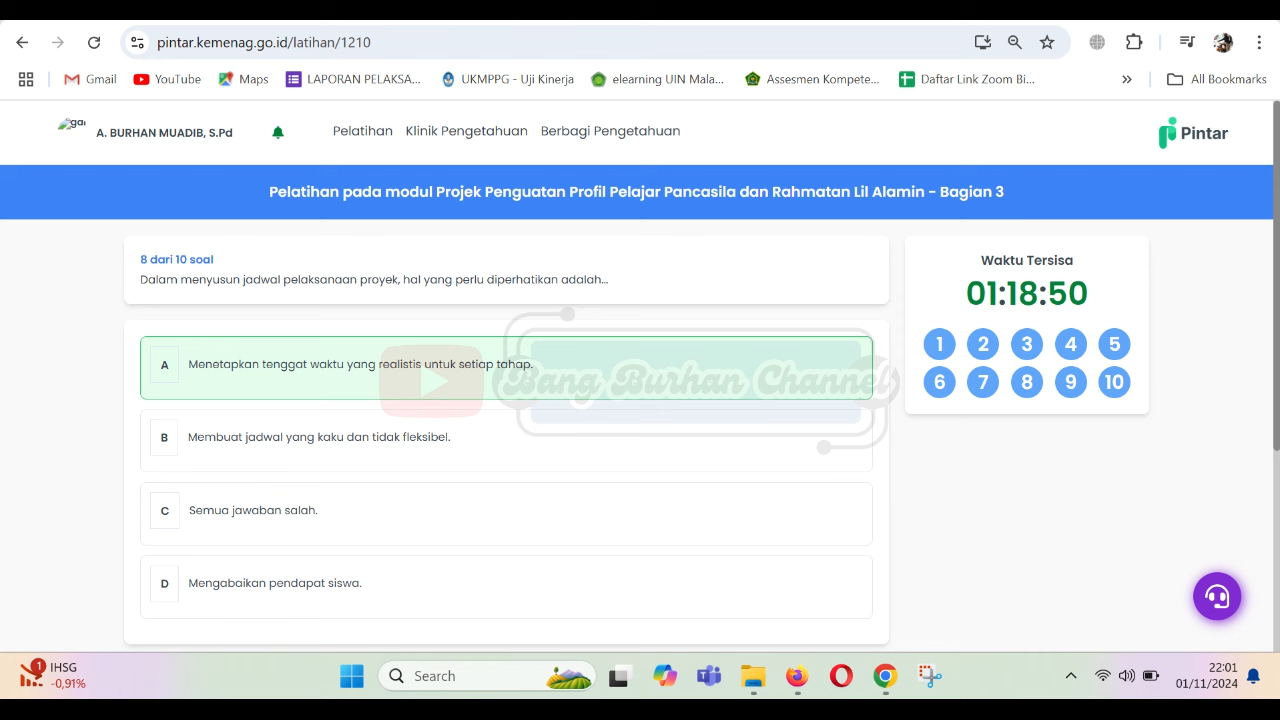 pintar.kemenag.go.id/latihan/1210
Gmail
YouTube
Maps
LAPORAN PELAKSA...
UKMPPG - Uji Kinerja
elearning UIN Mala...
Assesmen Kompete...
Daftar Link Zoom Bi...
»
All Bookmarks
A. BURHAN MUADIB, S.Pd
Pelatihan
Klinik Pengetahuan
Berbagi Pengetahuan
Pintar
Pelatihan pada modul Projek Penguatan Profil Pelajar Pancasila dan Rahmatan Lil Alamin - Bagian 3
8 dari 10 soal
Dalam menyusun jadwal pelaksanaan proyek, hal yang perlu diperhatikan adalah...
Waktu Tersisa
01:18:50
1 2 3 4 5
6 7 8 9 10
A Menetapkan tenggat waktu yang realistis untuk setiap tahap.
Bang Burhan Channel
B Membuat jadwal yang kaku dan tidak fleksibel.
C Semua jawaban salah.
D Mengabaikan pendapat siswa.
1
IHSG
-0,91%
Search
22:01
01/11/2024